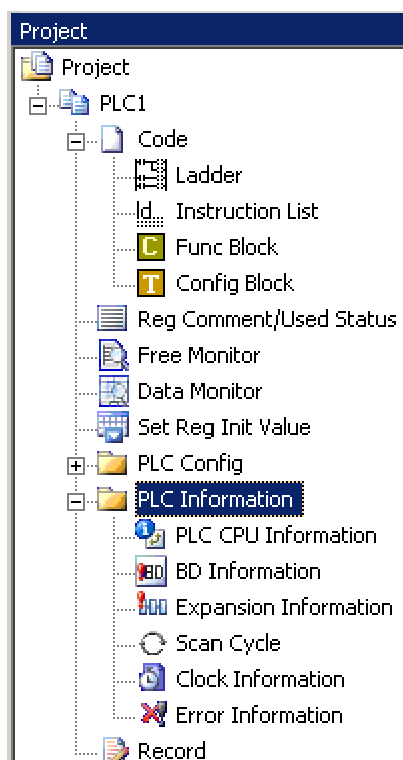 Project
Project
PLC1
Code
Ladder
ld... Instruction List
C Func Block
T Config Block
Reg Comment/Used Status
Free Monitor
Data Monitor
Set Reg Init Value
PLC Config
PLC Information
PLC CPU Information
BD BD Information
Expansion Information
Scan Cycle
Clock Information
Error Information
Record